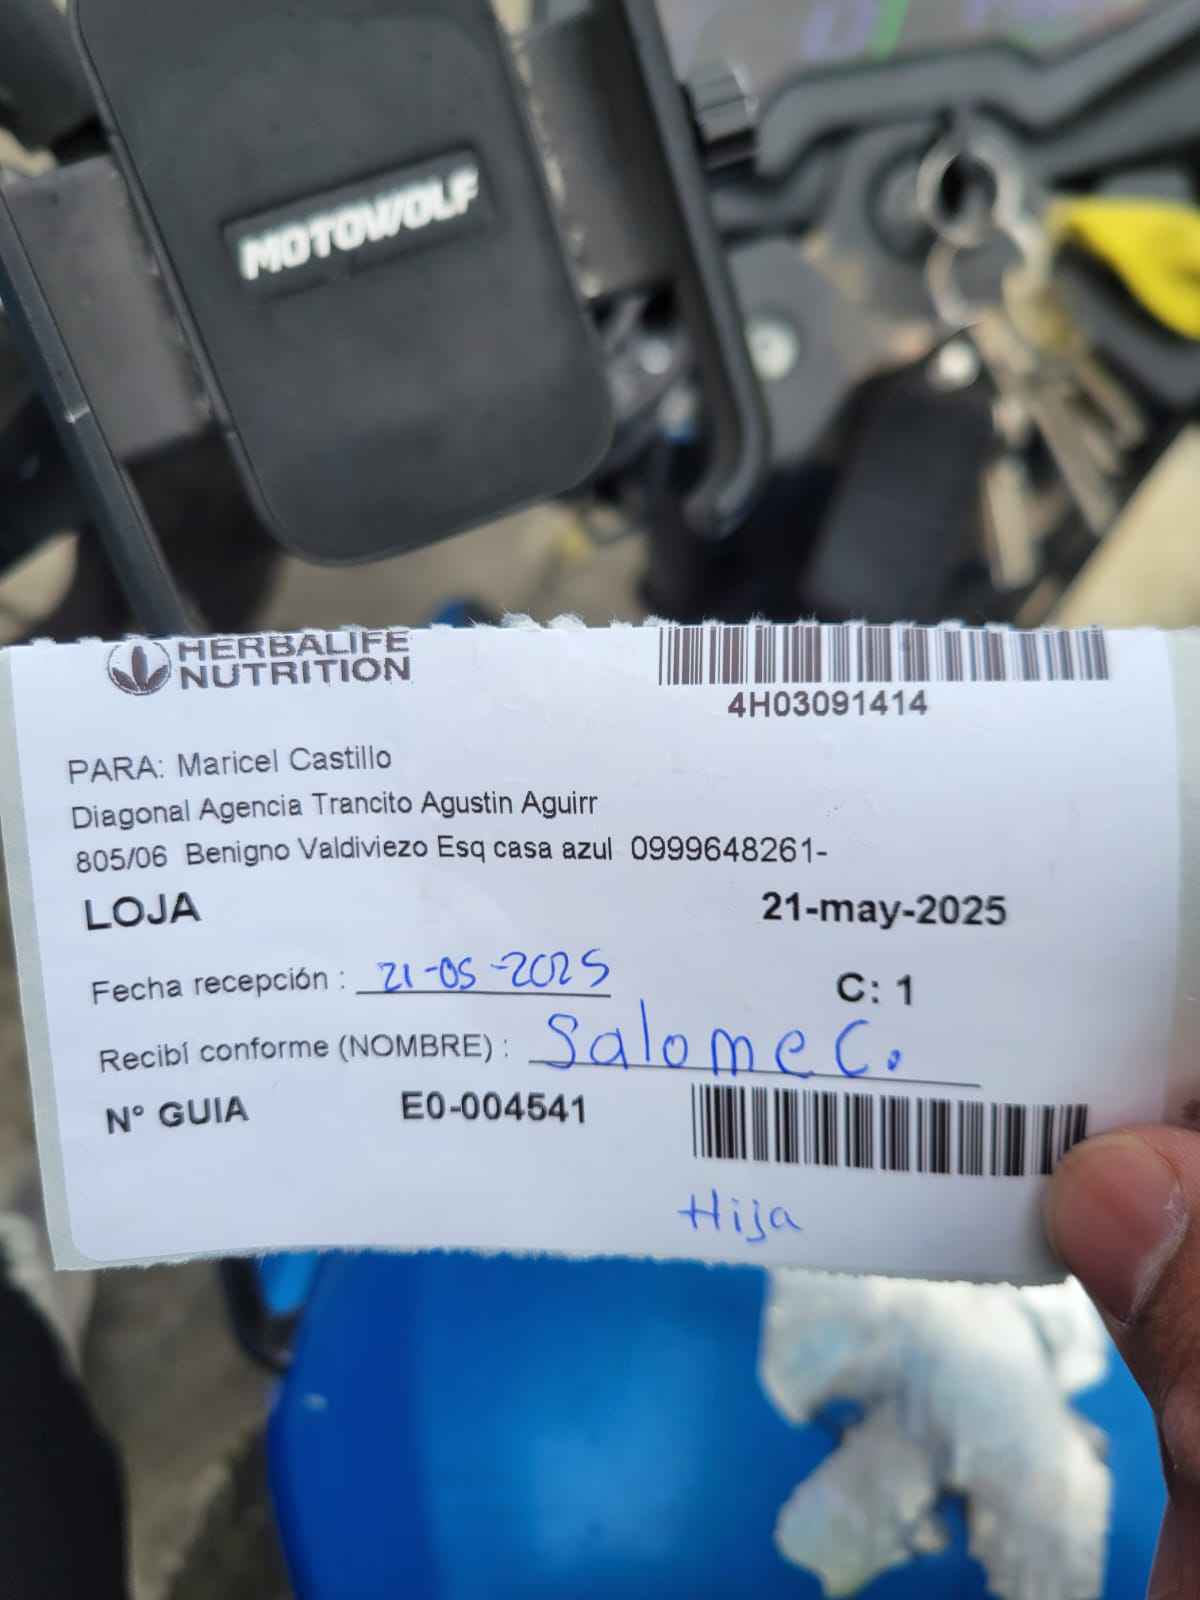 MOTOWOLF
HERBALIFE
NUTRITION
4H03091414
PARA: Maricel Castillo
Diagonal Agencia Trancito Agustin Aguirr
805/06 Benigno Valdiviezo Esq casa azul 0999648261-
LOJA 21-may-2025
Fecha recepción : 21-05-2025 C: 1
Recibí conforme (NOMBRE) : Salome C.
N° GUIA E0-004541
Hija